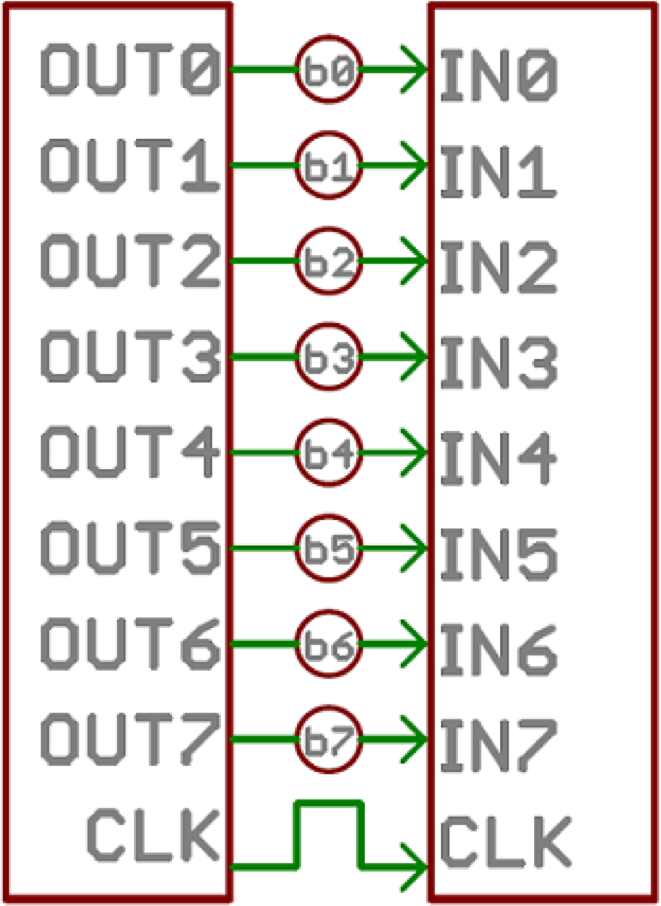 OUT0 b0 IN0
OUT1 b1 IN1
OUT2 b2 IN2
OUT3 b3 IN3
OUT4 b4 IN4
OUT5 b5 IN5
OUT6 b6 IN6
OUT7 b7 IN7
CLK CLK